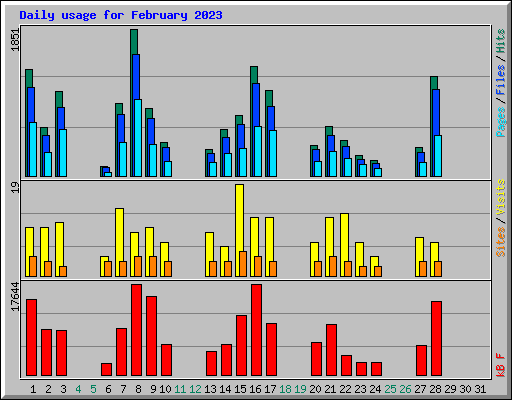 Daily usage for February 2023
1851
Pages / Files / Hits
19
Sites / Visits
17644
kB F
1 2 3 4 5 6 7 8 9 10 11 12 13 14 15 16 17 18 19 20 21 22 23 24 25 26 27 28 29 30 31